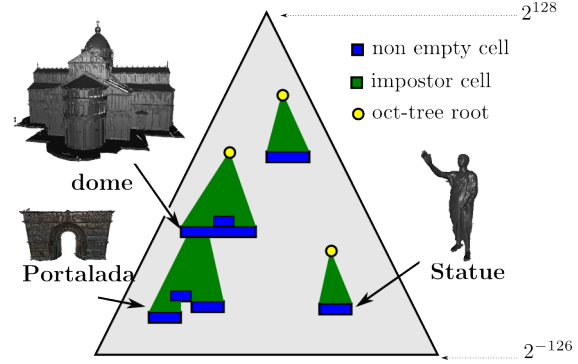 2^128
non empty cell
impostor cell
oct-tree root
dome
Portalada
Statue
2^−126